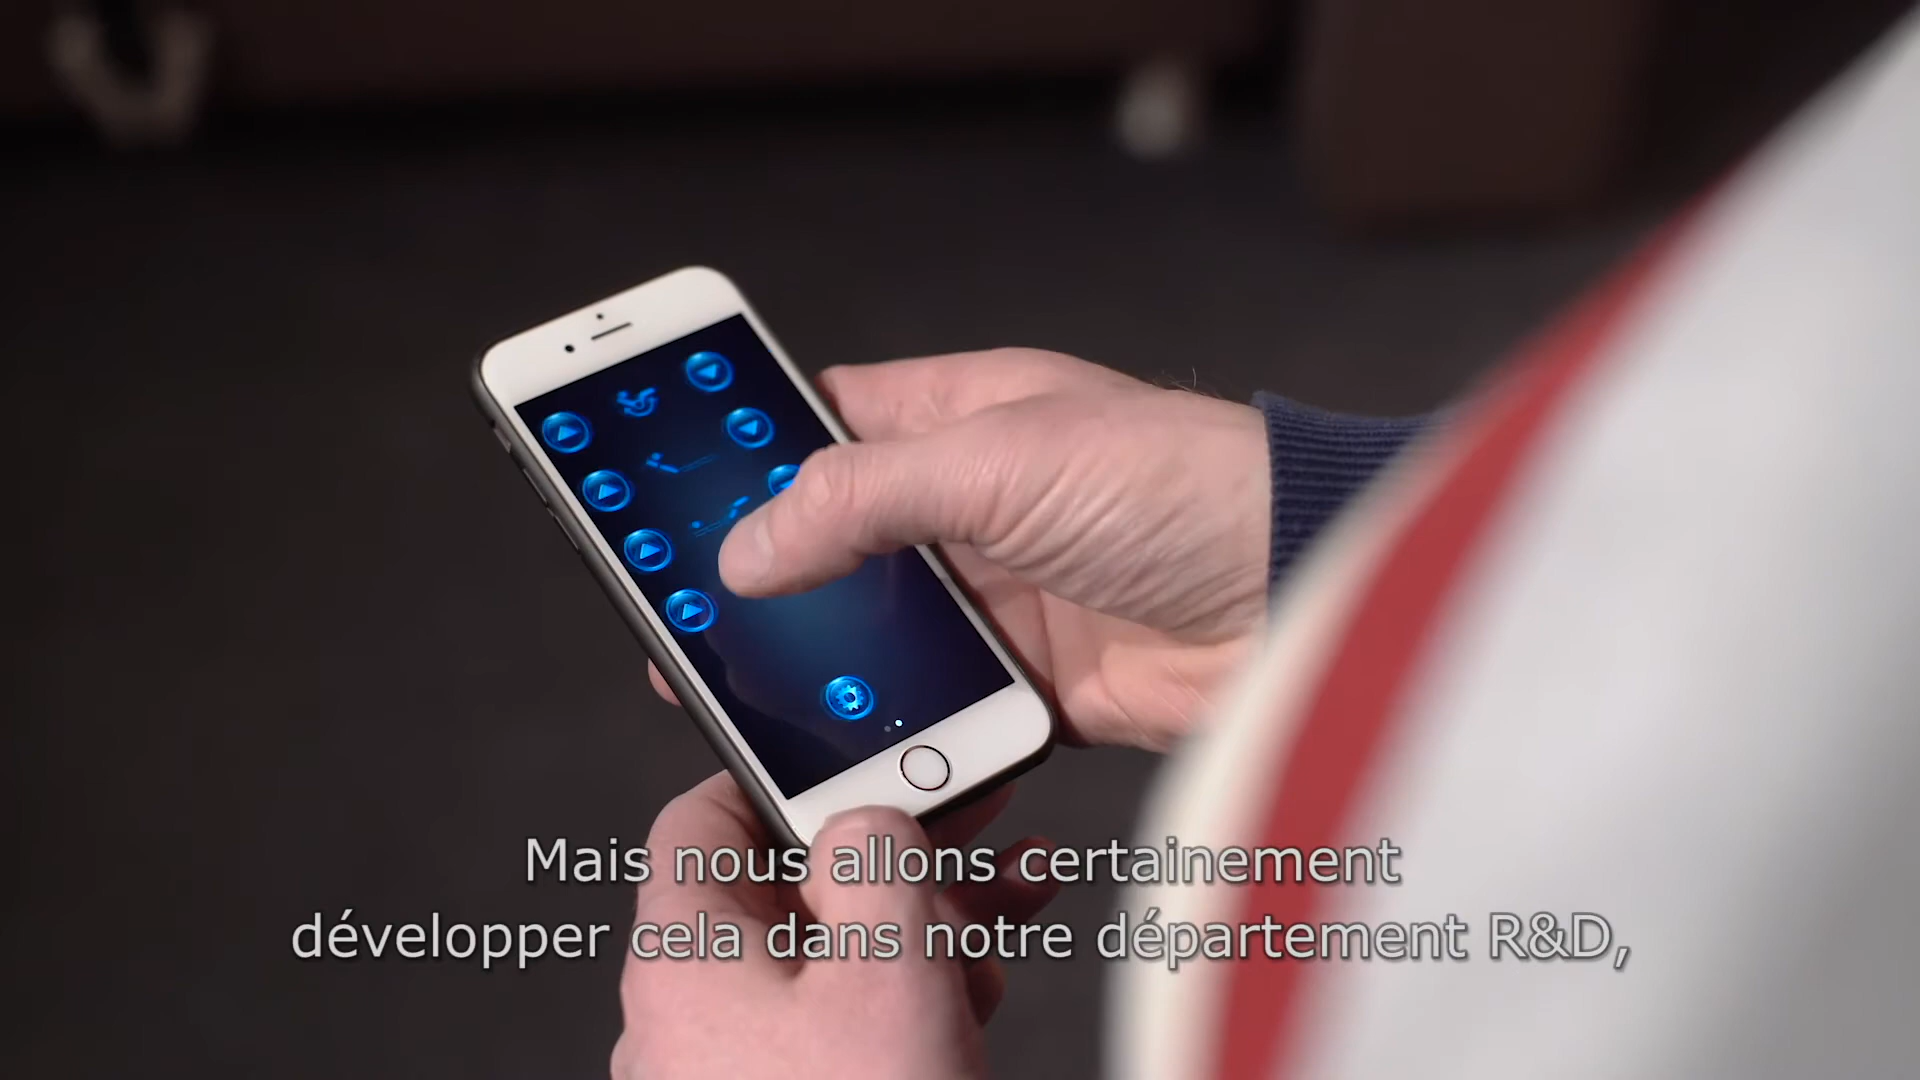 Mais nous allons certainement
développer cela dans notre département R&D,